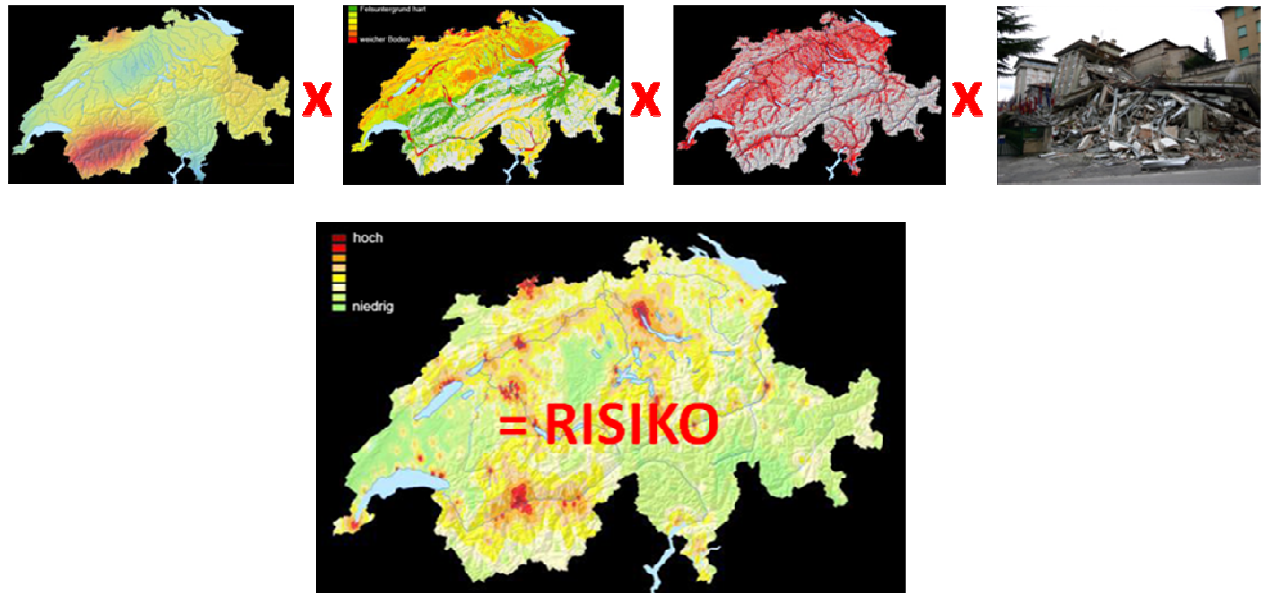 Felsuntergrund hart
weicher Boden
X X X
hoch
niedrig
= RISIKO